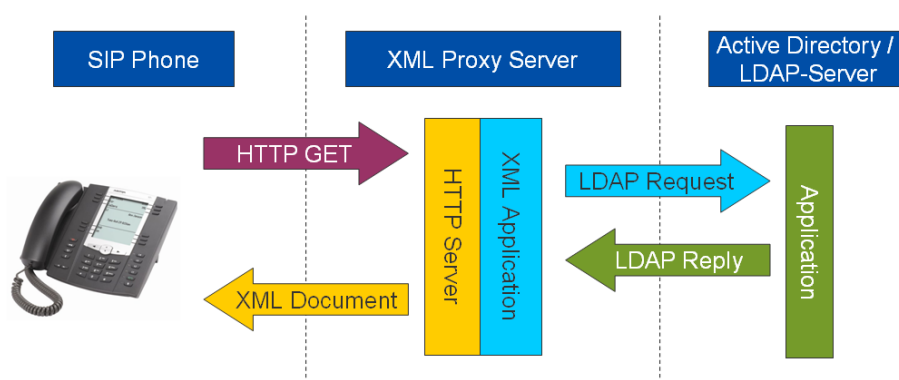 SIP Phone
XML Proxy Server
Active Directory /
LDAP-Server
HTTP GET
HTTP Server
XML Application
LDAP Request
Application
LDAP Reply
XML Document